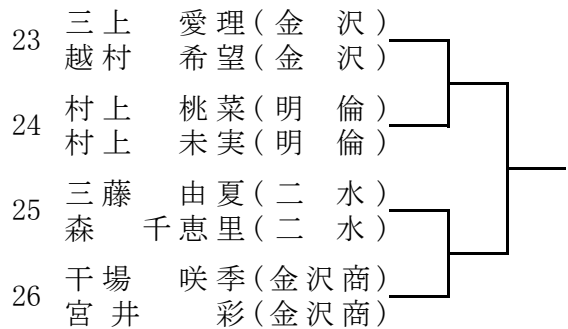 23 三上 愛理(金 沢)
越村 希望(金 沢)
24 村上 桃菜(明 倫)
村上 未実(明 倫)
25 三藤 由夏(二 水)
森 千恵里(二 水)
26 干場 咲季(金沢商)
宮井 彩(金沢商)